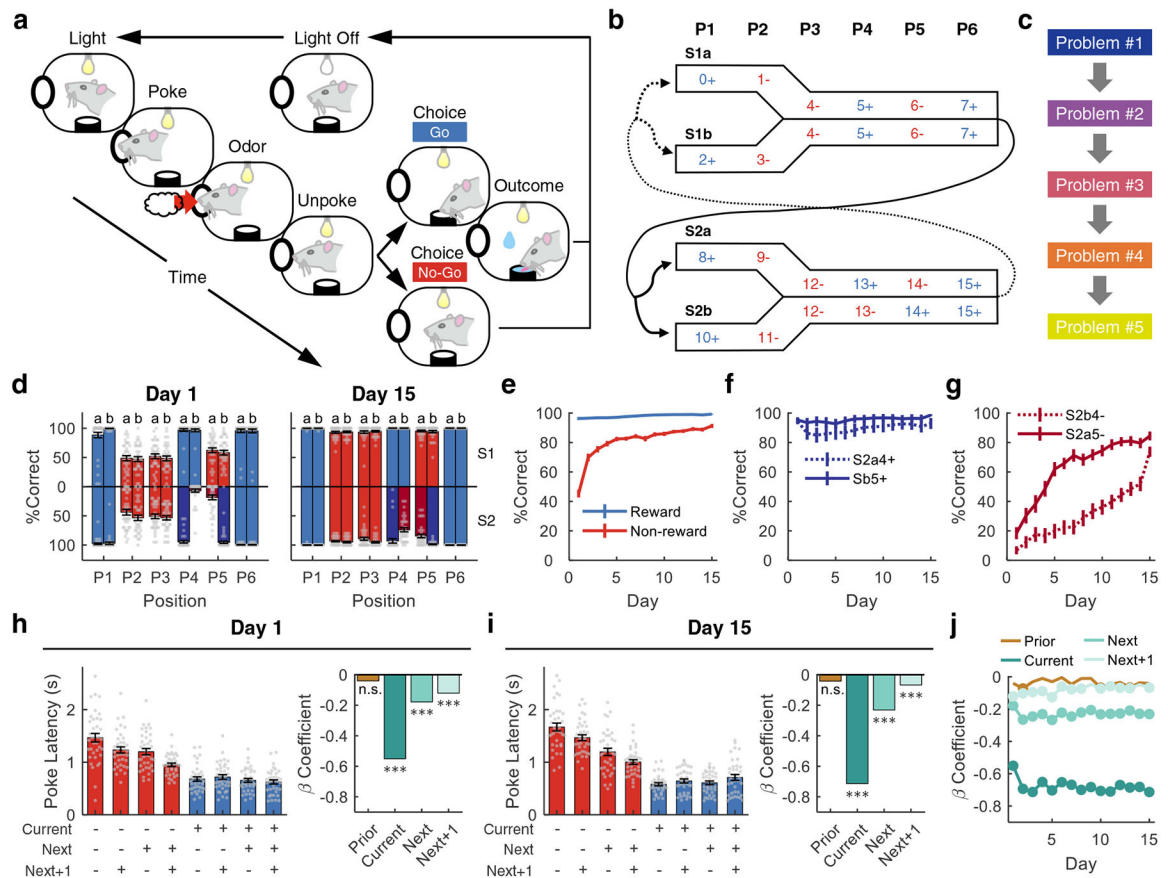 a
Light
Light Off
Poke
Choice
Go
Odor
Outcome
Unpoke
Choice
No-Go
Time
b
P1 P2 P3 P4 P5 P6
S1a
0+ 1-
4- 5+ 6- 7+
S1b
4- 5+ 6- 7+
2+ 3-
S2a
8+ 9-
12- 13+ 14- 15+
S2b
12- 13- 14+ 15+
10+ 11-
c
Problem #1
Problem #2
Problem #3
Problem #4
Problem #5
d
Day 1
Day 15
a b a b a b a b a b a b
a b a b a b a b a b a b
%Correct
100
50
0
50
100
S1
S2
P1 P2 P3 P4 P5 P6
P1 P2 P3 P4 P5 P6
Position
e
%Correct
100
80
60
40
20
0
Reward
Non-reward
0 5 10 15
Day
f
%Correct
100
80
60
40
20
0
S2a4+
Sb5+
0 5 10 15
Day
g
S2b4-
S2a5-
%Correct
100
80
60
40
20
0
0 5 10 15
Day
h
Day 1
Poke Latency (s)
2
1
0
Current - - - - + + + +
Next - - + + - - + +
Next+1 - + - + - + - +
β Coefficient
0
-0.2
-0.4
-0.6
-0.8
n.s.
***
***
***
Prior
Current
Next
Next+1
i
Day 15
Poke Latency (s)
2
1
0
Current - - - - + + + +
Next - - + + - - + +
Next+1 - + - + - + - +
β Coefficient
0
-0.2
-0.4
-0.6
-0.8
n.s.
***
***
***
Prior
Current
Next
Next+1
j
Prior Next
Current Next+1
β Coefficient
0
-0.2
-0.4
-0.6
-0.8
5 10 15
Day